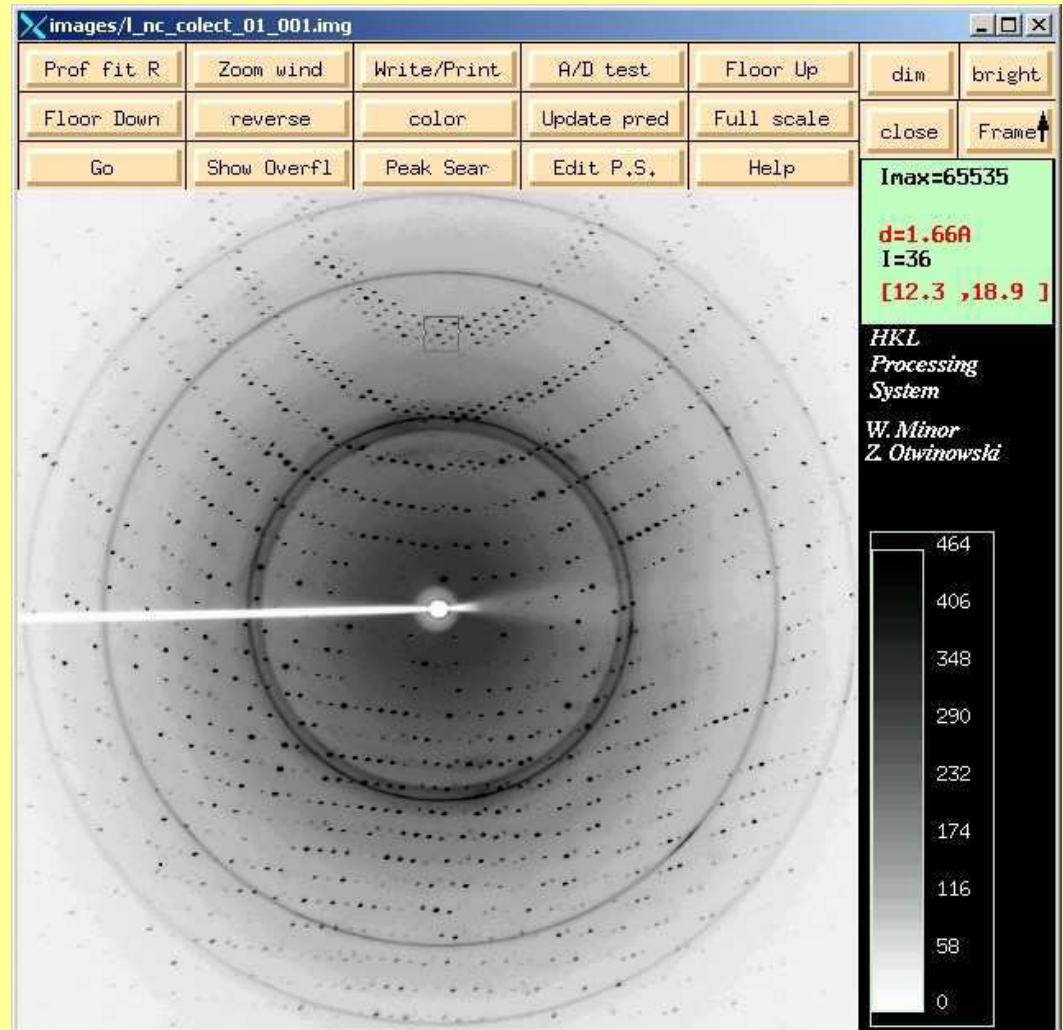 images/l_nc_colect_01_001.img
Prof fit R Zoom wind Write/Print A/D test Floor Up dim bright
Floor Down reverse color Update pred Full scale close Frame
Go Show Overfl Peak Sear Edit P.S. Help
Imax=65535
d=1.66A
I=36
[12.3 ,18.9 ]
HKL
Processing
System
W. Minor
Z. Otwinowski
464
406
348
290
232
174
116
58
0